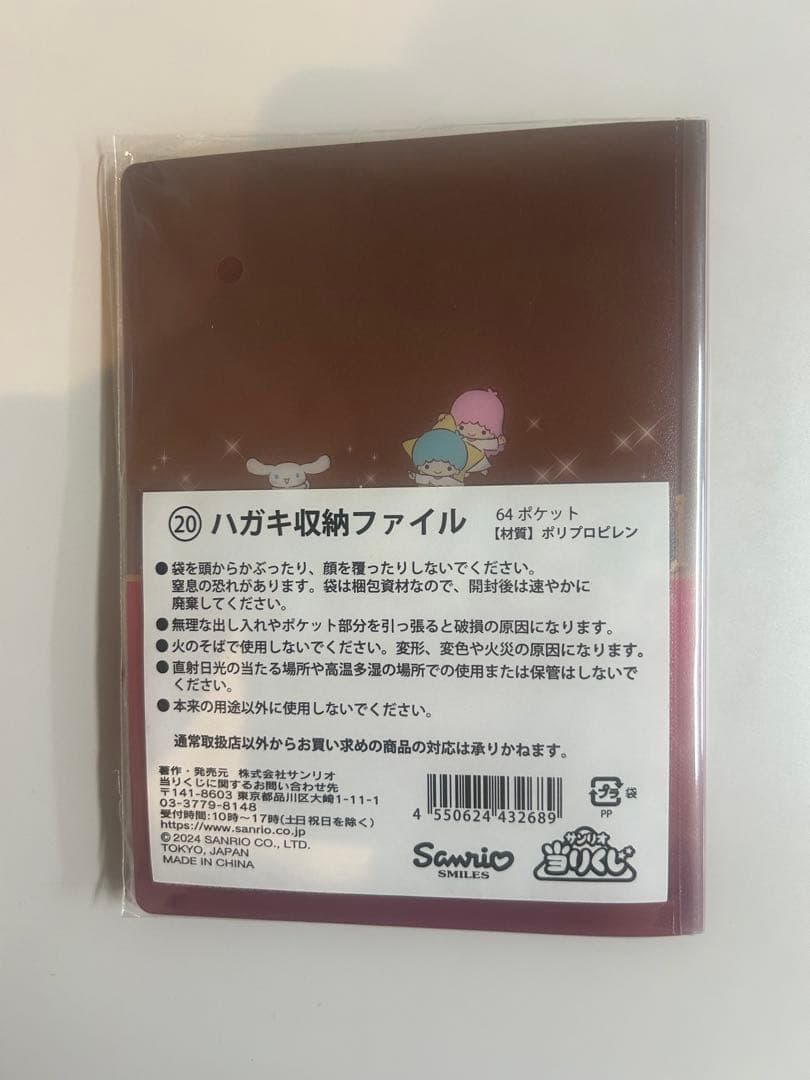 ⑳ ハガキ収納ファイル
64 ポケット
【材質】ポリプロピレン
●袋を頭からかぶったり、顔を覆ったりしないでください。
窒息の恐れがあります。袋は梱包資材なので、開封後は速やかに
廃棄してください。
●無理な出し入れやポケット部分を引っ張ると破損の原因になります。
●火のそばで使用しないでください。変形、変色や火災の原因になります。
●直射日光の当たる場所や高温多湿の場所での使用または保管はしないで
ください。
●本来の用途以外に使用しないでください。
通常取扱店以外からお買い求めの商品の対応は承りかねます。
著作・発売元 株式会社サンリオ
当りくじに関するお問い合わせ先
〒141-8603 東京都品川区大崎1-11-1
03-3779-8148
受付時間:10時～17時(土日祝日を除く)
https://www.sanrio.co.jp
©2024 SANRIO CO., LTD.
TOKYO, JAPAN
MADE IN CHINA
4 550624 432689
プラ 袋
PP
Sanrio
SMILES
サンリオ
当りくじ